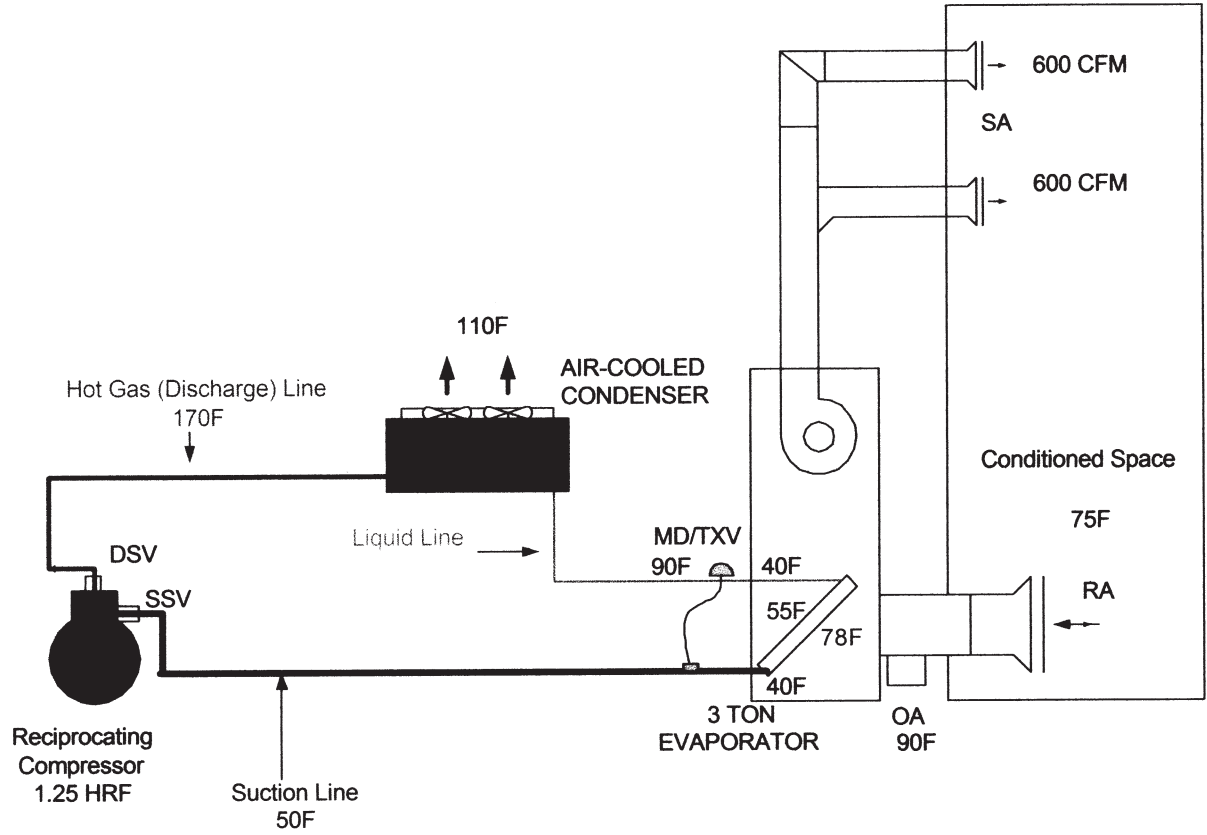 600 CFM
SA
600 CFM
110F
AIR-COOLED
CONDENSER
Hot Gas (Discharge) Line
170F
Conditioned Space
75F
Liquid Line
MD/TXV
90F
40F
DSV
SSV
55F
78F
RA
40F
3 TON
EVAPORATOR
OA
90F
Reciprocating
Compressor
1.25 HRF
Suction Line
50F